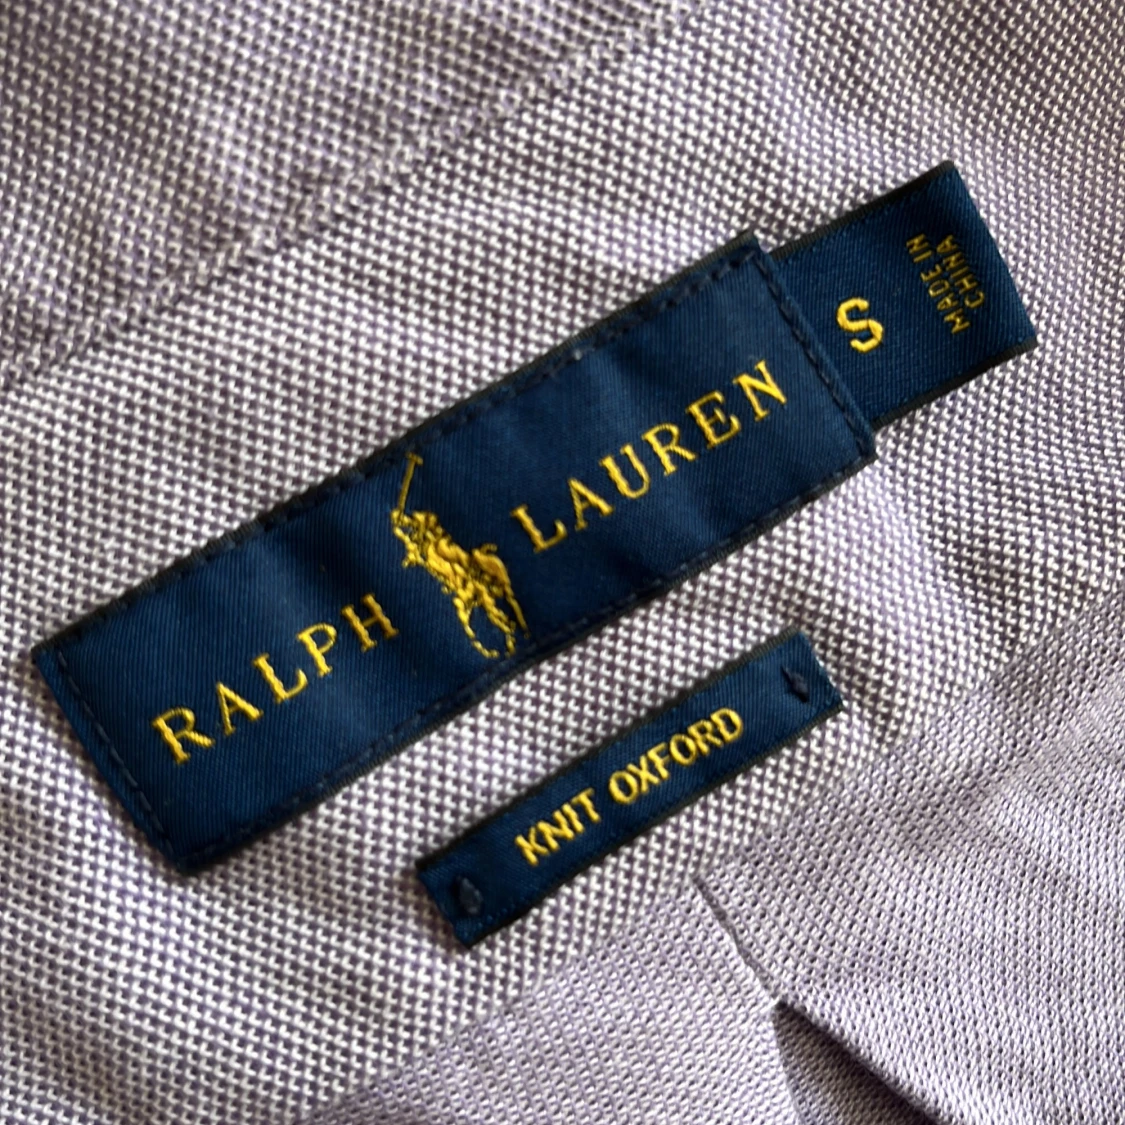 RALPH LAUREN
S
MADE IN
CHINA
KNIT OXFORD